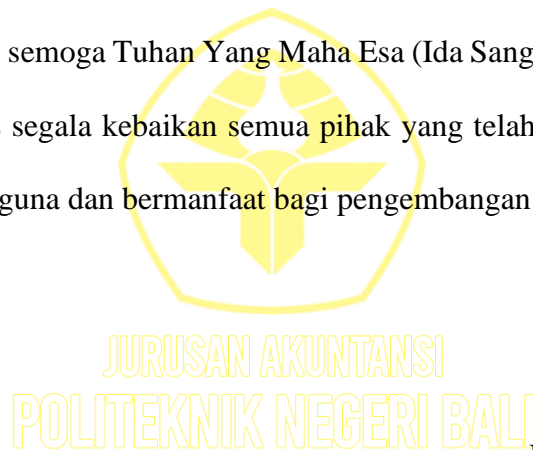 semoga Tuhan Yang Maha Esa (Ida Sang
segala kebaikan semua pihak yang telah
guna dan bermanfaat bagi pengembangan
JURUSAN AKUNTANSI
POLITEKNIK NEGERI BALI